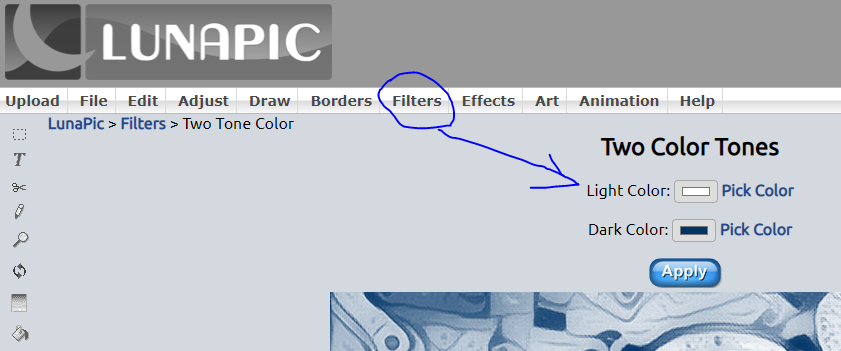 LUNAPIC
Upload File Edit Adjust Draw Borders Filters Effects Art Animation Help
LunaPic > Filters > Two Tone Color
T
Two Color Tones
Light Color: Pick Color
Dark Color: Pick Color
Apply